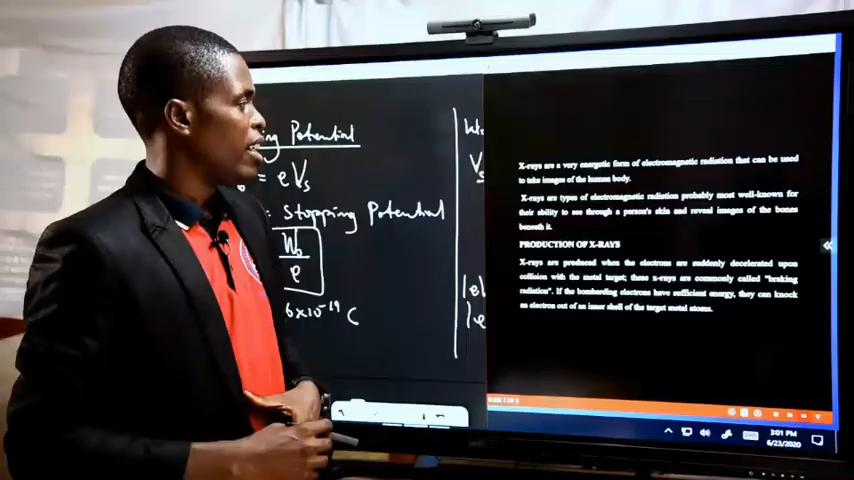 Potential
= eVs
= Stopping Potential
W₀
e
6x10⁻¹⁹ C
Vs
X-rays are a very energetic form of electromagnetic radiation that can be used
to take images of the human body.
X-rays are types of electromagnetic radiation probably most well-known for
their ability to see through a person's skin and reveal images of the bones
beneath it.
PRODUCTION OF X-RAYS
X-rays are produced when the electrons are suddenly decelerated upon
collision with the metal target; these x-rays are commonly called "braking
radiation". If the bombarding electrons have sufficient energy, they can knock
an electron out of an inner shell of the target metal atoms.
3:01 PM
6/23/2020